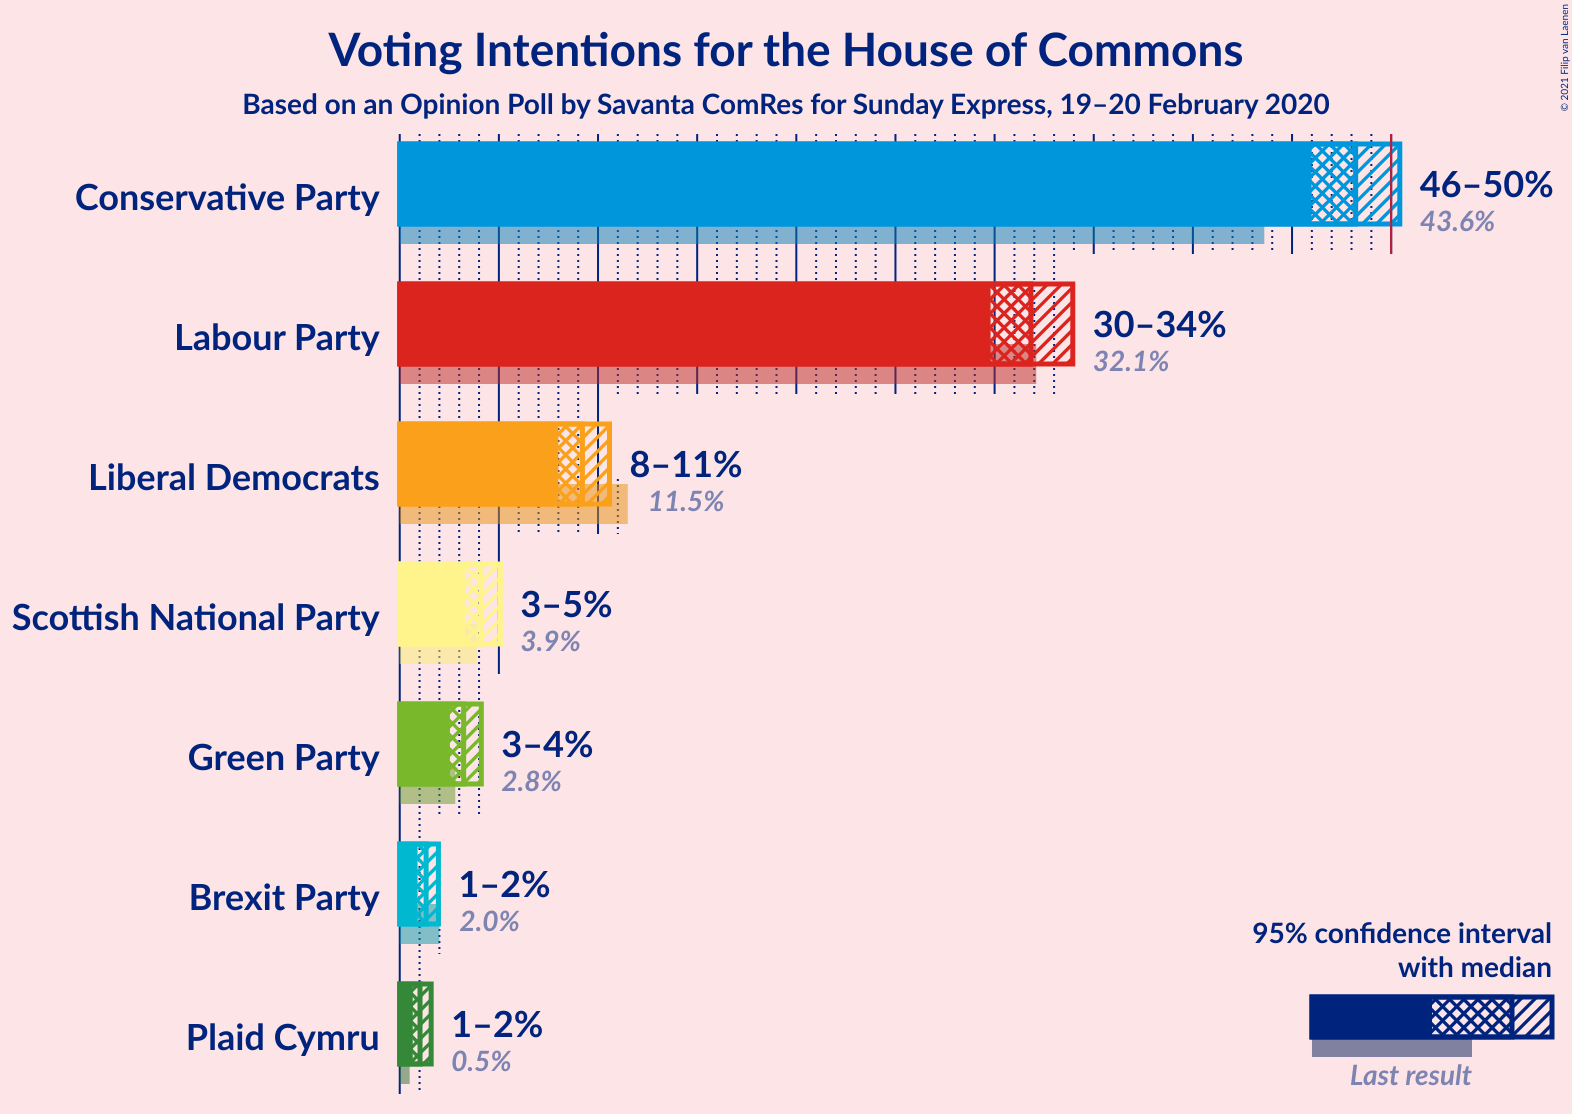 Voting Intentions for the House of Commons
Based on an Opinion Poll by Savanta ComRes for Sunday Express, 19–20 February 2020
© 2021 Filip van Laenen
Conservative Party
46–50%
43.6%
Labour Party
30–34%
32.1%
Liberal Democrats
8–11%
11.5%
Scottish National Party
3–5%
3.9%
Green Party
3–4%
2.8%
Brexit Party
1–2%
2.0%
Plaid Cymru
1–2%
0.5%
95% confidence interval
with median
Last result